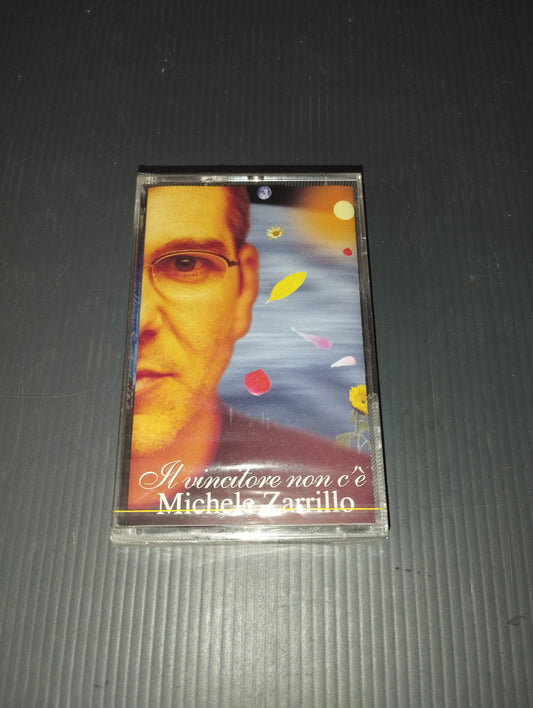 Il vincitore non c'è
Michele Zarrillo